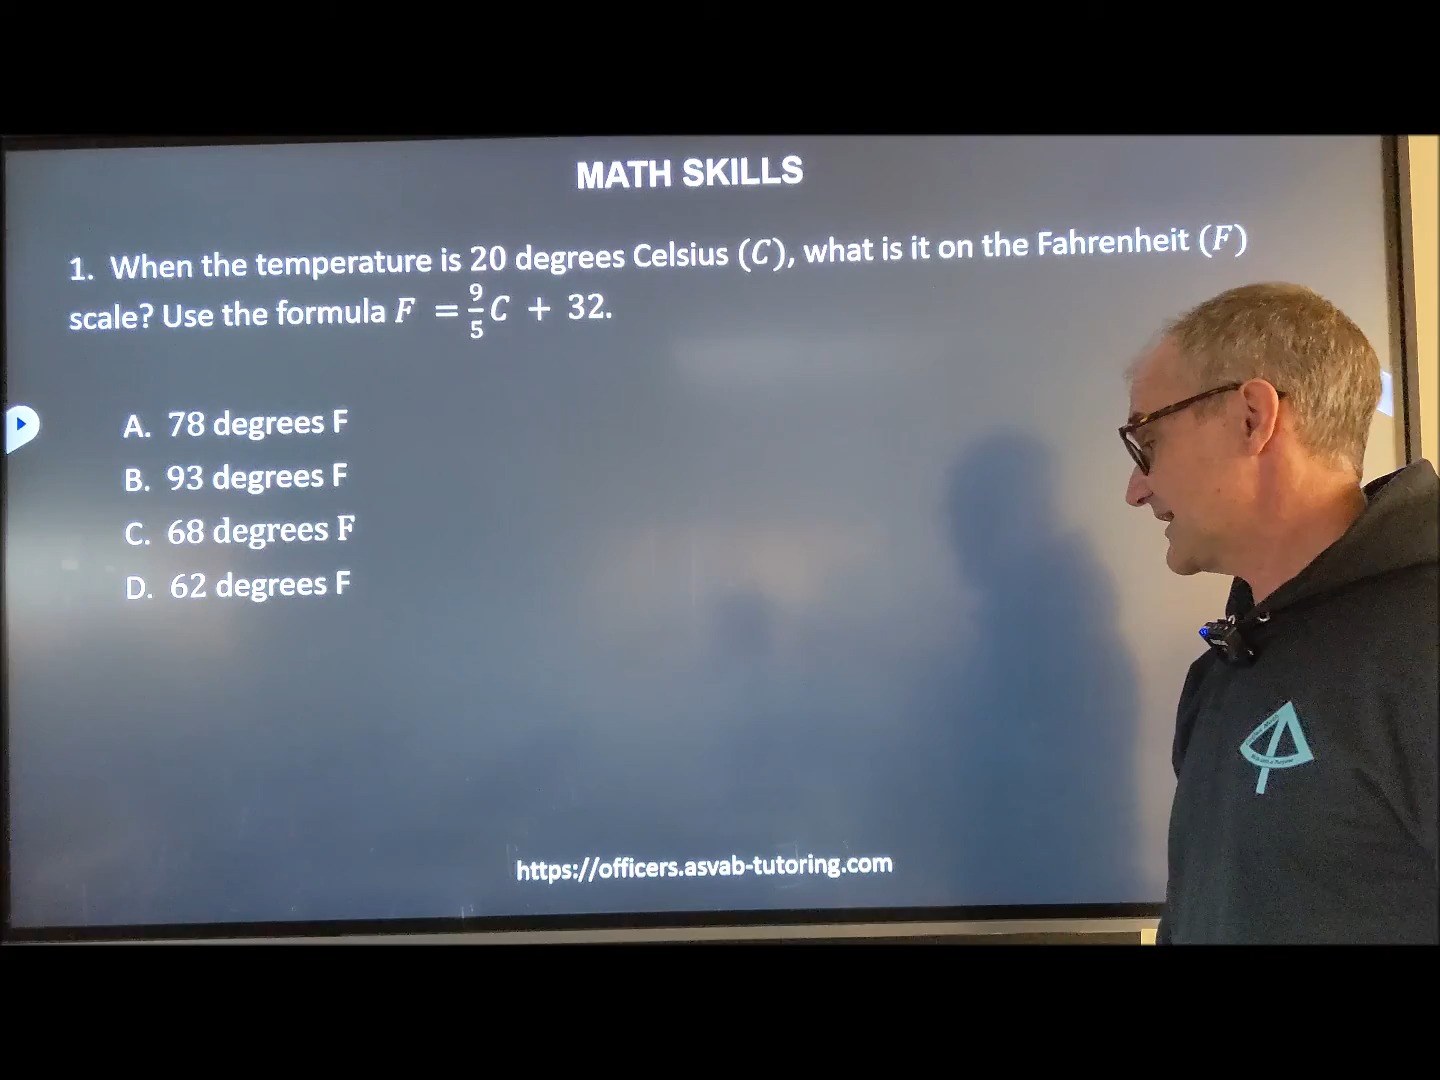 MATH SKILLS
1. When the temperature is 20 degrees Celsius (C), what is it on the Fahrenheit (F)
scale? Use the formula F = 9/5 C + 32.
A. 78 degrees F
B. 93 degrees F
C. 68 degrees F
D. 62 degrees F
https://officers.asvab-tutoring.com